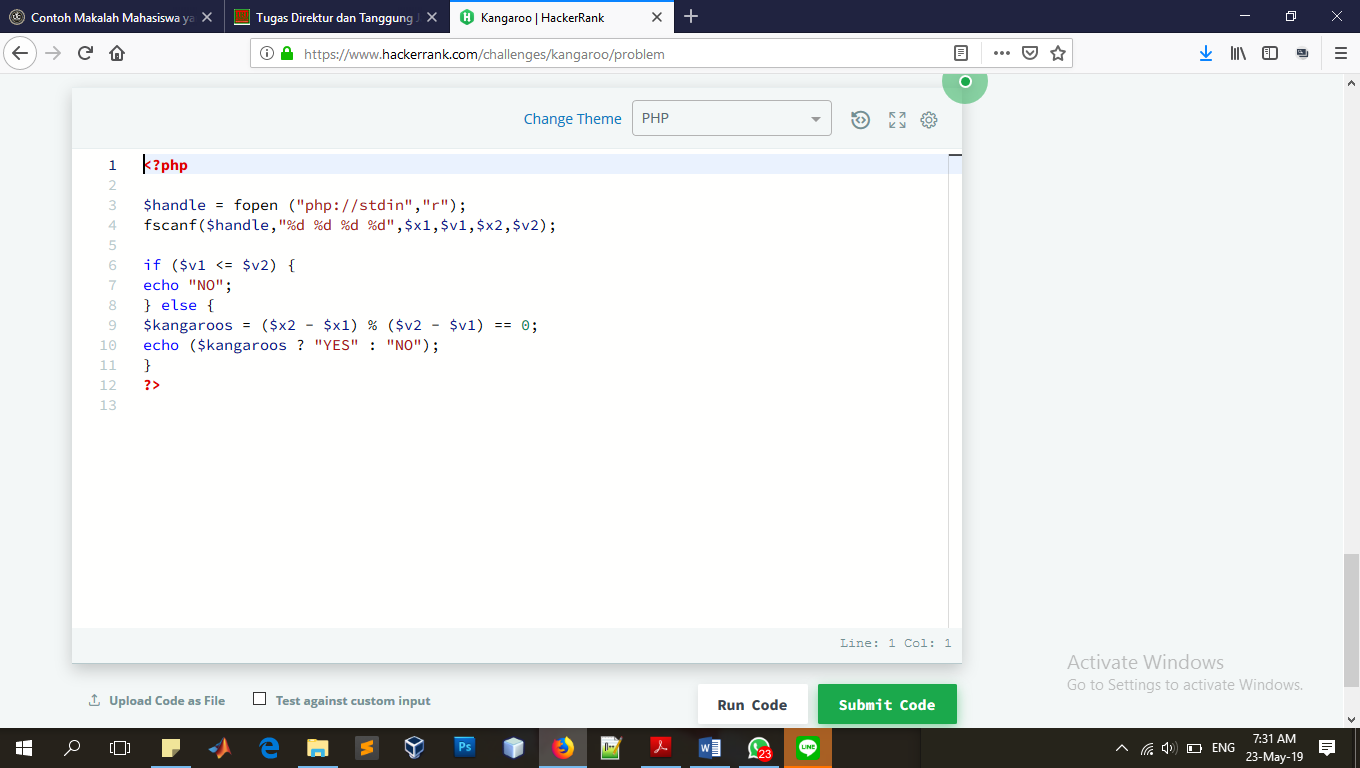 Contoh Makalah Mahasiswa ya
Tugas Direktur dan Tanggung J
Kangaroo | HackerRank
https://www.hackerrank.com/challenges/kangaroo/problem
Change Theme
PHP
1 <?php
2
3 $handle = fopen ("php://stdin","r");
4 fscanf($handle,"%d %d %d %d",$x1,$v1,$x2,$v2);
5
6 if ($v1 <= $v2) {
7 echo "NO";
8 } else {
9 $kangaroos = ($x2 - $x1) % ($v2 - $v1) == 0;
10 echo ($kangaroos ? "YES" : "NO");
11 }
12 ?>
13
Line: 1 Col: 1
Activate Windows
Go to Settings to activate Windows.
Upload Code as File
Test against custom input
Run Code
Submit Code
Ps
23
LINE
ENG
7:31 AM
23-May-19